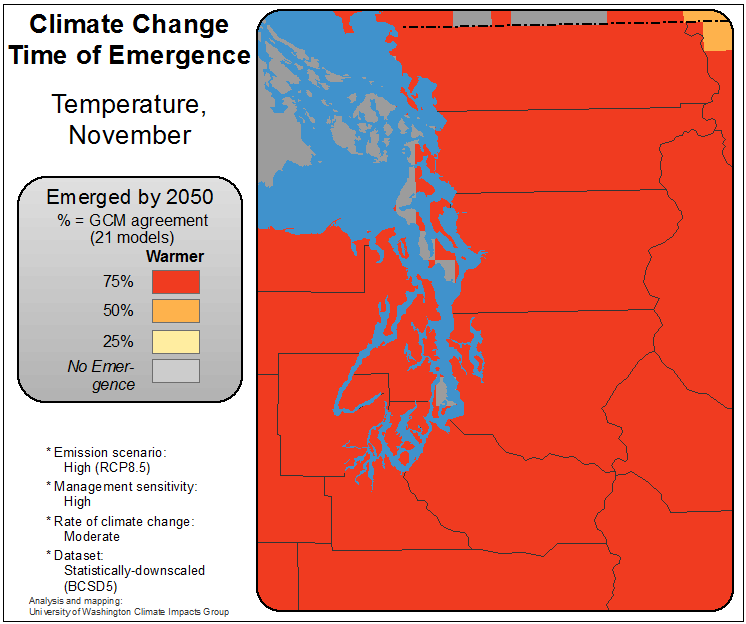 Climate Change
Time of Emergence
Temperature,
November
Emerged by 2050
% = GCM agreement
(21 models)
Warmer
75%
50%
25%
No Emer-
gence
* Emission scenario:
High (RCP8.5)
* Management sensitivity:
High
* Rate of climate change:
Moderate
* Dataset:
Statistically-downscaled
(BCSD5)
Analysis and mapping:
University of Washington Climate Impacts Group